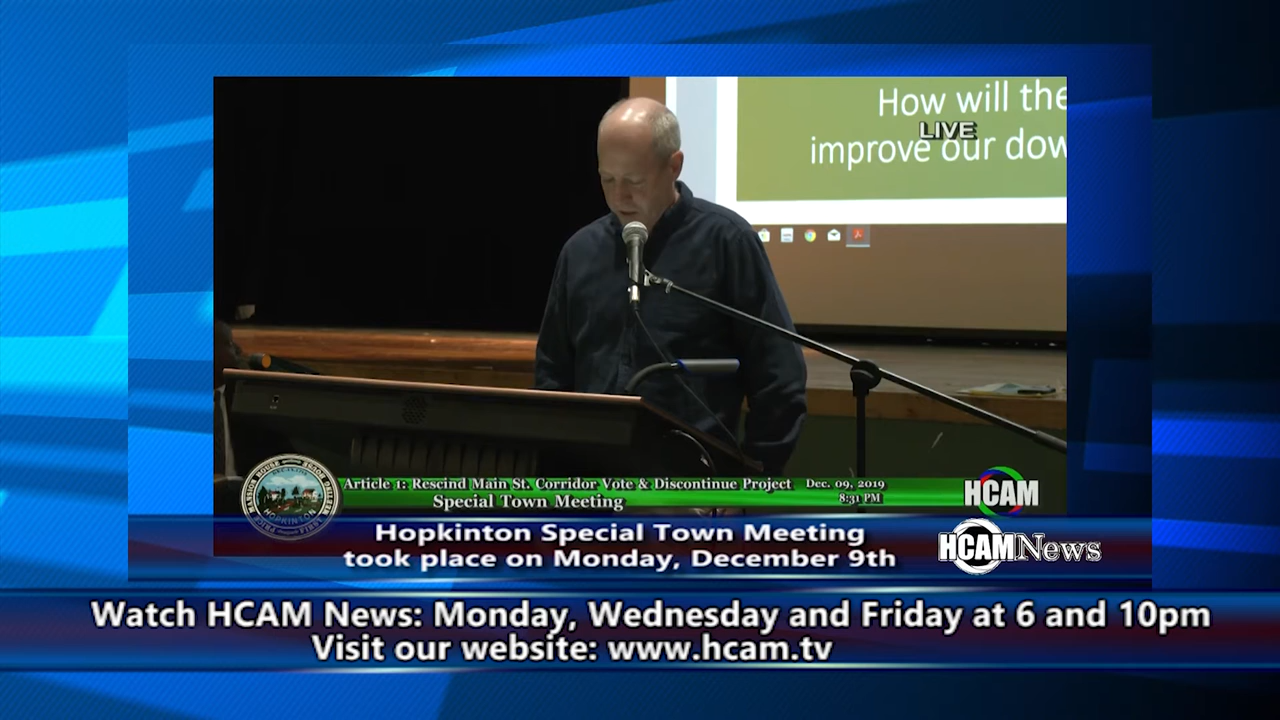 How will the
LIVE
improve our dow
Article 1: Rescind Main St. Corridor Vote & Discontinue Project
Dec. 09, 2019
Special Town Meeting
8:31 PM
HOPKINTON
HCAM
Hopkinton Special Town Meeting
took place on Monday, December 9th
HCAMNews
Watch HCAM News: Monday, Wednesday and Friday at 6 and 10pm
Visit our website: www.hcam.tv